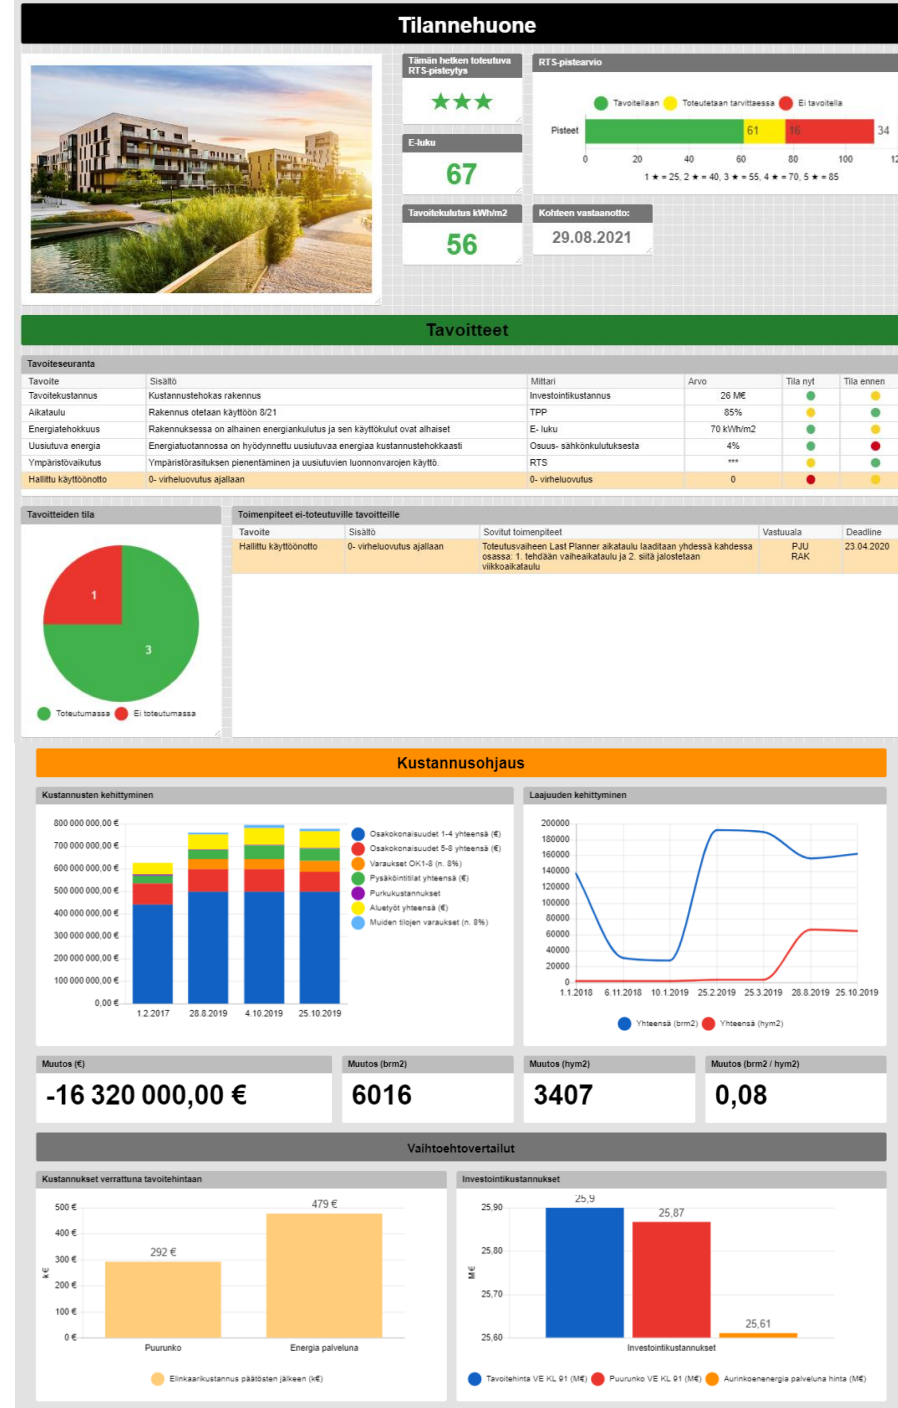 Tilannehuone
Tämän hetken toteutuva
RTS-pisteytys
RTS-pistearvio
Tavoitellaan Toteutetaan tarvittaessa Ei tavoitella
Pisteet 61 16 34
0 20 40 60 80 100
1 ★ = 25, 2 ★ = 40, 3 ★ = 55, 4 ★ = 70, 5 ★ = 85
E-luku
67
Tavoitekulutus kWh/m2
56
Kohteen vastaanotto:
29.08.2021
Tavoitteet
Tavoiteseuranta
Tavoite Sisältö Mittari Arvo Tila nyt Tila ennen
Tavoitekustannus Kustannustehokas rakennus Investointikustannus 26 M€
Aikataulu Rakennus otetaan käyttöön 8/21 TPP 85%
Energiatehokkuus Rakennuksessa on alhainen energiankulutus ja sen käyttökulut ovat alhaiset E- luku 70 kWh/m2
Uusiutuva energia Energiatuotannossa on hyödynnettu uusiutuvaa energiaa kustannustehokkaasti Osuus- sähkönkulutuksesta 4%
Ympäristövaikutus Ympäristörasituksen pienentäminen ja uusiutuvien luonnonvarojen käyttö. RTS ***
Hallittu käyttöönotto 0- virheluovutus ajallaan 0- virheluovutus 0
Tavoitteiden tila
1
3
Toteutumassa Ei toteutumassa
Toimenpiteet ei-toteutuville tavoitteille
Tavoite Sisältö Sovitut toimenpiteet Vastuuala Deadline
Hallittu käyttöönotto 0- virheluovutus ajallaan Toteutusvaiheen Last Planner aikataulu laaditaan yhdessä kahdessa PJU 23.04.2020
osassa: 1. tehdään vaiheaikataulu ja 2. siitä jalostetaan RAK
viikkoaikataulu
Kustannusohjaus
Kustannusten kehittyminen
800 000 000,00 €
700 000 000,00 €
600 000 000,00 €
500 000 000,00 €
400 000 000,00 €
300 000 000,00 €
200 000 000,00 €
100 000 000,00 €
0,00 €
1.2.2017 28.8.2019 4.10.2019 25.10.2019
Osakokonaisuudet 1-4 yhteensä (€)
Osakokonaisuudet 5-8 yhteensä (€)
Varaukset OK1-8 (n. 8%)
Pysäköintitilat yhteensä (€)
Purkukustannukset
Aluetyöt yhteensä (€)
Muiden tilojen varaukset (n. 8%)
Laajuuden kehittyminen
200000
180000
160000
140000
120000
100000
80000
60000
40000
20000
0
1.1.2018 6.11.2018 10.1.2019 25.2.2019 25.3.2019 28.8.2019 25.10.2019
Yhteensä (brm2) Yhteensä (hym2)
Muutos (€)
-16 320 000,00 €
Muutos (brm2)
6016
Muutos (hym2)
3407
Muutos (brm2 / hym2)
0,08
Vaihtoehtovertailut
Kustannukset verrattuna tavoitehintaan
k€
500 €
400 €
300 €
200 €
100 €
0 €
292 €
479 €
Puurunko Energia palveluna
Elinkaarikustannus päätösten jälkeen (k€)
Investointikustannukset
M€
25,90
25,80
25,70
25,60
25,9
25,87
25,61
Investointikustannukset
Tavoitehinta VE KL 91 (M€) Puurunko VE KL 91 (M€) Aurinkoenenergia palveluna hinta (M€)